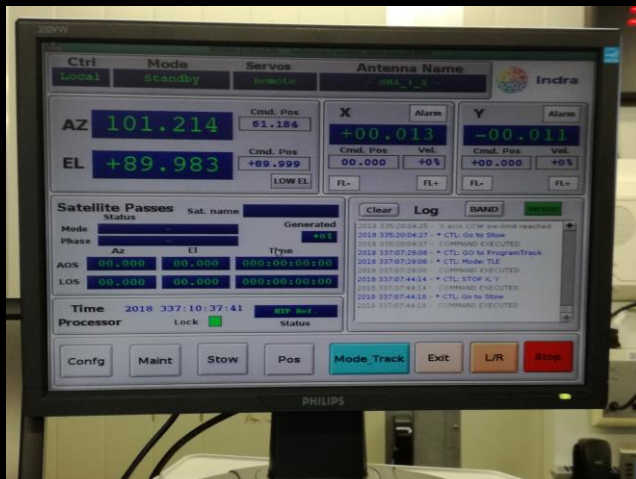 200VW
Ctrl Mode Servos Antenna Name
Local Standby Remote
Indra
AZ 101.214 Cmd. Pos 61.184
EL +89.983 Cmd. Pos +89.999
LOW EL
X Alarm
+00.013
Cmd. Pos Vel.
00.000 +0%
FL- FL+
Y Alarm
-00.011
Cmd. Pos Vel.
+00.000 +0%
FL- FL+
Satellite Passes Sat. name
Status
Mode -
Phase -
Generated
+0%
Az El Time
AOS 00.000 00.000 000:00:00:00
LOS 00.000 00.000 000:00:00:00
Clear Log BAND
2018 335:20:04:25 - Y axis CCW sw-limit reached
2018 335:20:04:27 - * CTL: Go to Stow
2018 335:20:04:27 - COMMAND EXECUTED
2018 337:07:29:08 - * CTL: GO to ProgramTrack
2018 337:07:29:08 - * CTL: Mode: TLE
2018 337:07:29:08 - COMMAND EXECUTED
2018 337:07:44:14 - * CTL: STOP X, Y
2018 337:07:44:14 - COMMAND EXECUTED
2018 337:07:44:18 - * CTL: Go to Stow
2018 337:07:44:18 - COMMAND EXECUTED
Time 2018 337:10:37:41 NTP Ref.
Processor Lock Status
Confg Maint Stow Pos Mode_Track Exit L/R Stop
PHILIPS